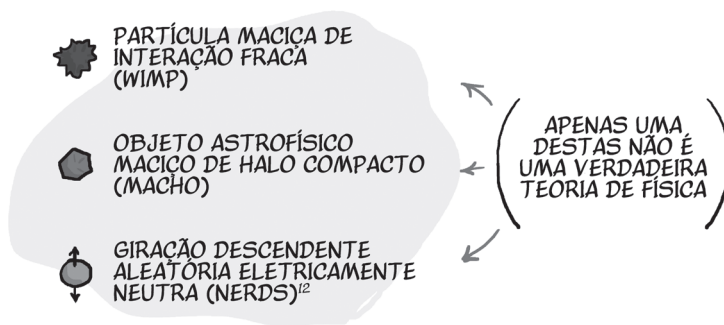 PARTÍCULA MACIÇA DE
INTERAÇÃO FRACA
(WIMP)
OBJETO ASTROFÍSICO
MACIÇO DE HALO COMPACTO
(MACHO)
GIRAÇÃO DESCENDENTE
ALEATÓRIA ELETRICAMENTE
NEUTRA (NERDS)¹²
APENAS UMA
DESTAS NÃO É
UMA VERDADEIRA
TEORIA DE FÍSICA